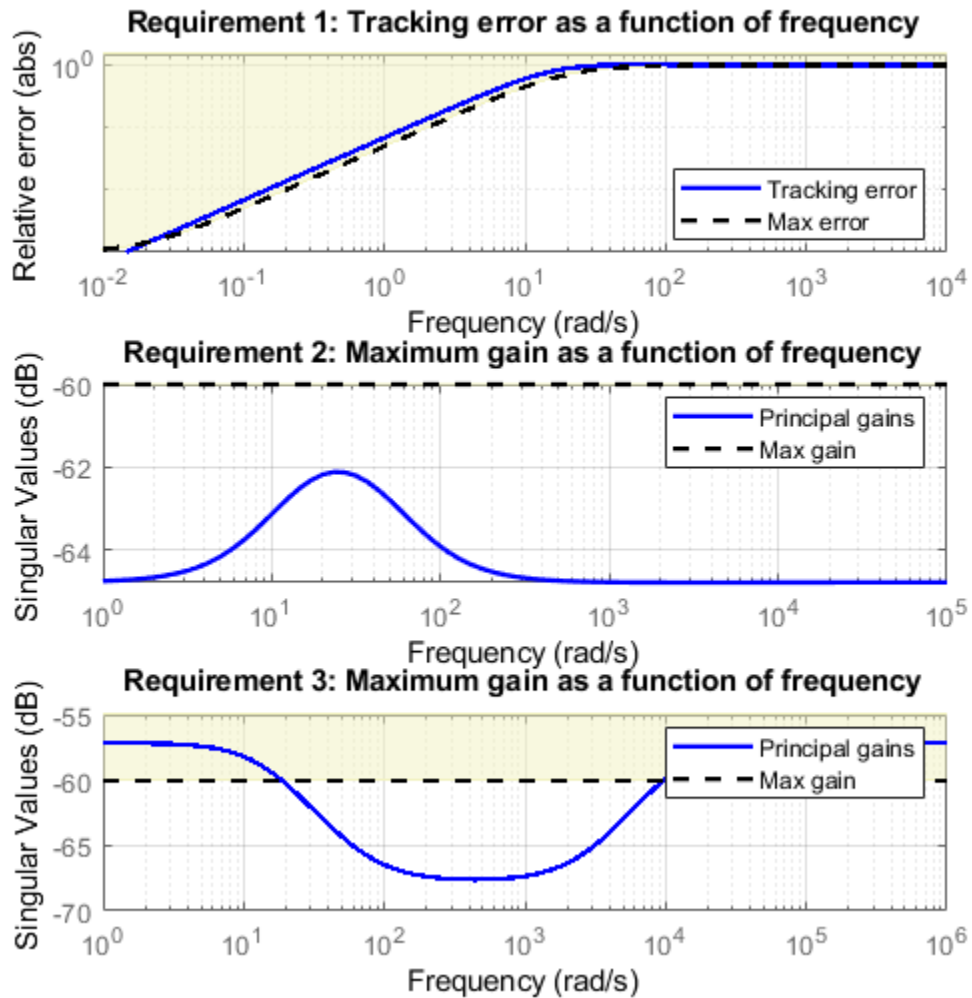 Requirement 1: Tracking error as a function of frequency
Relative error (abs)
10^0
Tracking error
Max error
10^-2 10^-1 10^0 10^1 10^2 10^3 10^4
Frequency (rad/s)
Requirement 2: Maximum gain as a function of frequency
Singular Values (dB)
-60
-62
-64
Principal gains
Max gain
10^0 10^1 10^2 10^3 10^4 10^5
Frequency (rad/s)
Requirement 3: Maximum gain as a function of frequency
Singular Values (dB)
-55
-60
-65
-70
Principal gains
Max gain
10^0 10^1 10^2 10^3 10^4 10^5 10^6
Frequency (rad/s)